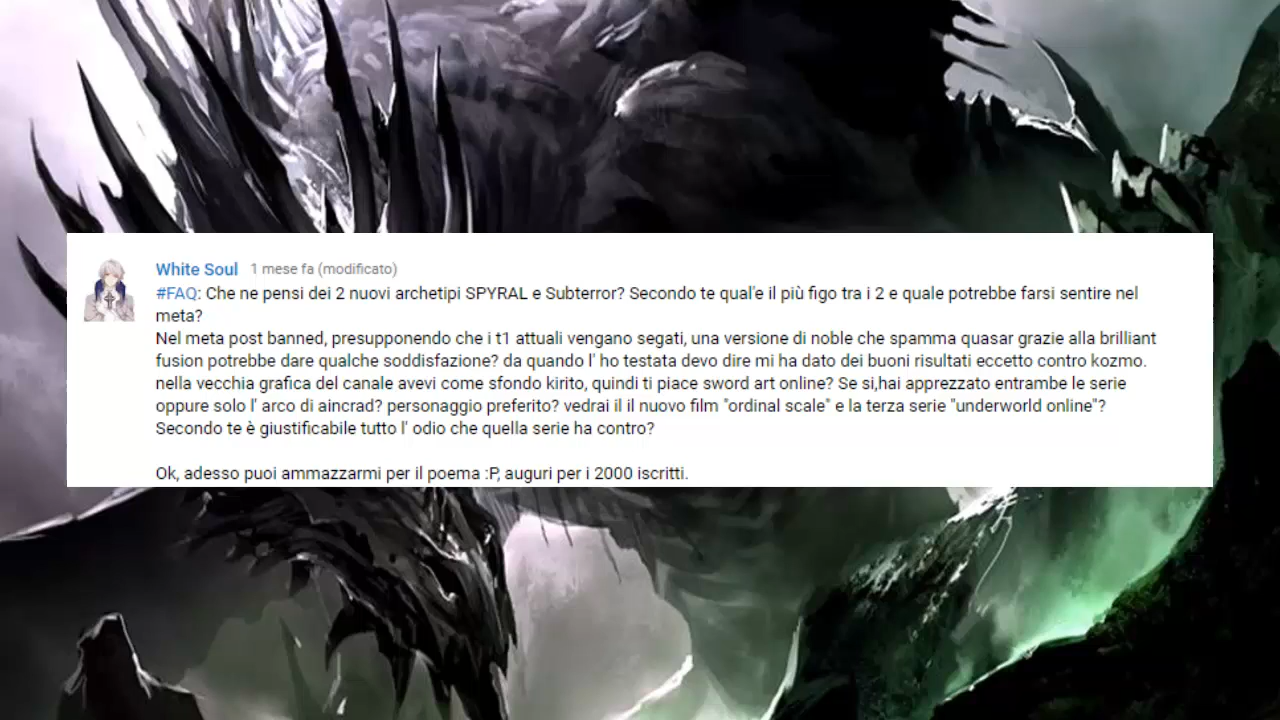 White Soul 1 mese fa (modificato)
#FAQ: Che ne pensi dei 2 nuovi archetipi SPYRAL e Subterror? Secondo te qual'e il più figo tra i 2 e quale potrebbe farsi sentire nel
meta?
Nel meta post banned, presupponendo che i t1 attuali vengano segati, una versione di noble che spamma quasar grazie alla brilliant
fusion potrebbe dare qualche soddisfazione? da quando l' ho testata devo dire mi ha dato dei buoni risultati eccetto contro kozmo.
nella vecchia grafica del canale avevi come sfondo kirito, quindi ti piace sword art online? Se si,hai apprezzato entrambe le serie
oppure solo l' arco di aincrad? personaggio preferito? vedrai il il nuovo film "ordinal scale" e la terza serie "underworld online"?
Secondo te è giustificabile tutto l' odio che quella serie ha contro?
Ok, adesso puoi ammazzarmi per il poema :P, auguri per i 2000 iscritti.